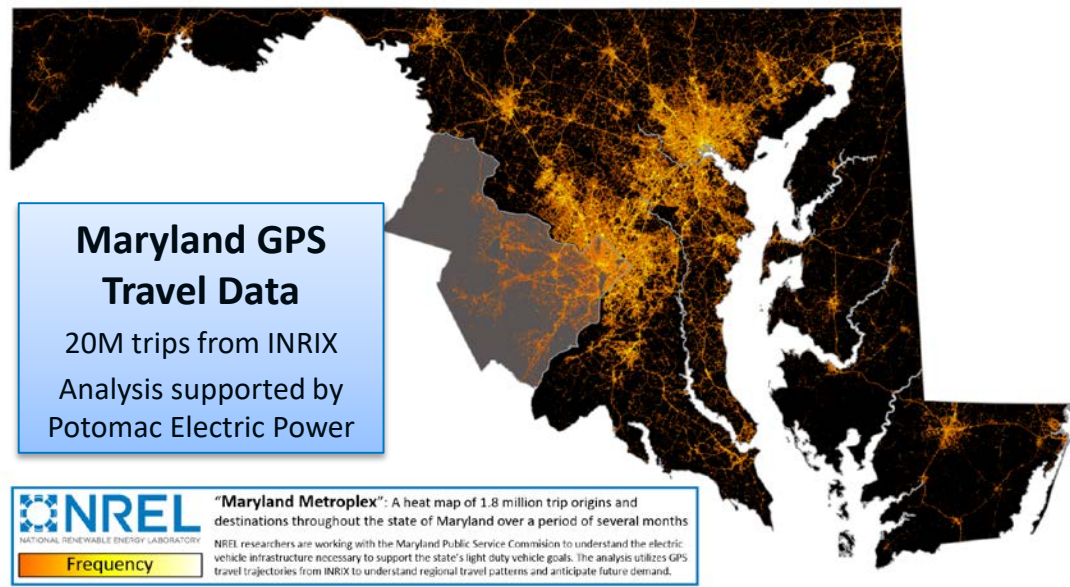 Maryland GPS
Travel Data
20M trips from INRIX
Analysis supported by
Potomac Electric Power
NREL
NATIONAL RENEWABLE ENERGY LABORATORY
Frequency
"Maryland Metroplex": A heat map of 1.8 million trip origins and
destinations throughout the state of Maryland over a period of several months
NREL researchers are working with the Maryland Public Service Commision to understand the electric
vehicle infrastructure necessary to support the state's light duty vehicle goals. The analysis utilizes GPS
travel trajectories from INRIX to understand regional travel patterns and anticipate future demand.